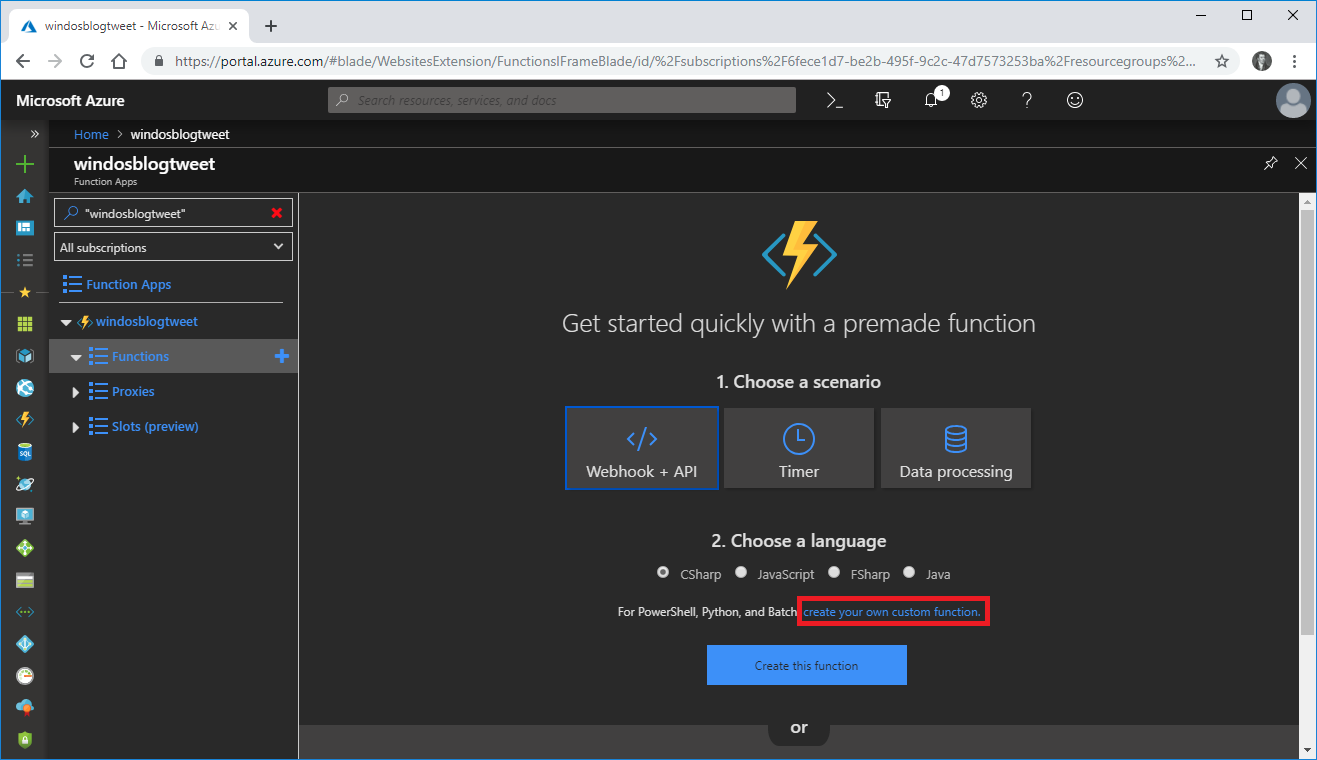 windosblogtweet - Microsoft Azu
https://portal.azure.com/#blade/WebsitesExtension/FunctionsIFrameBlade/id/%2Fsubscriptions%2F6fece1d7-be2b-495f-9c2c-47d7573253ba%2Fresourcegroups%2...
Microsoft Azure
Search resources, services, and docs
1
Home > windosblogtweet
windosblogtweet
Function Apps
"windosblogtweet"
All subscriptions
Function Apps
windosblogtweet
Functions
Proxies
Slots (preview)
SQL
Get started quickly with a premade function
1. Choose a scenario
Webhook + API
Timer
Data processing
2. Choose a language
CSharp JavaScript FSharp Java
For PowerShell, Python, and Batch, create your own custom function.
Create this function
or